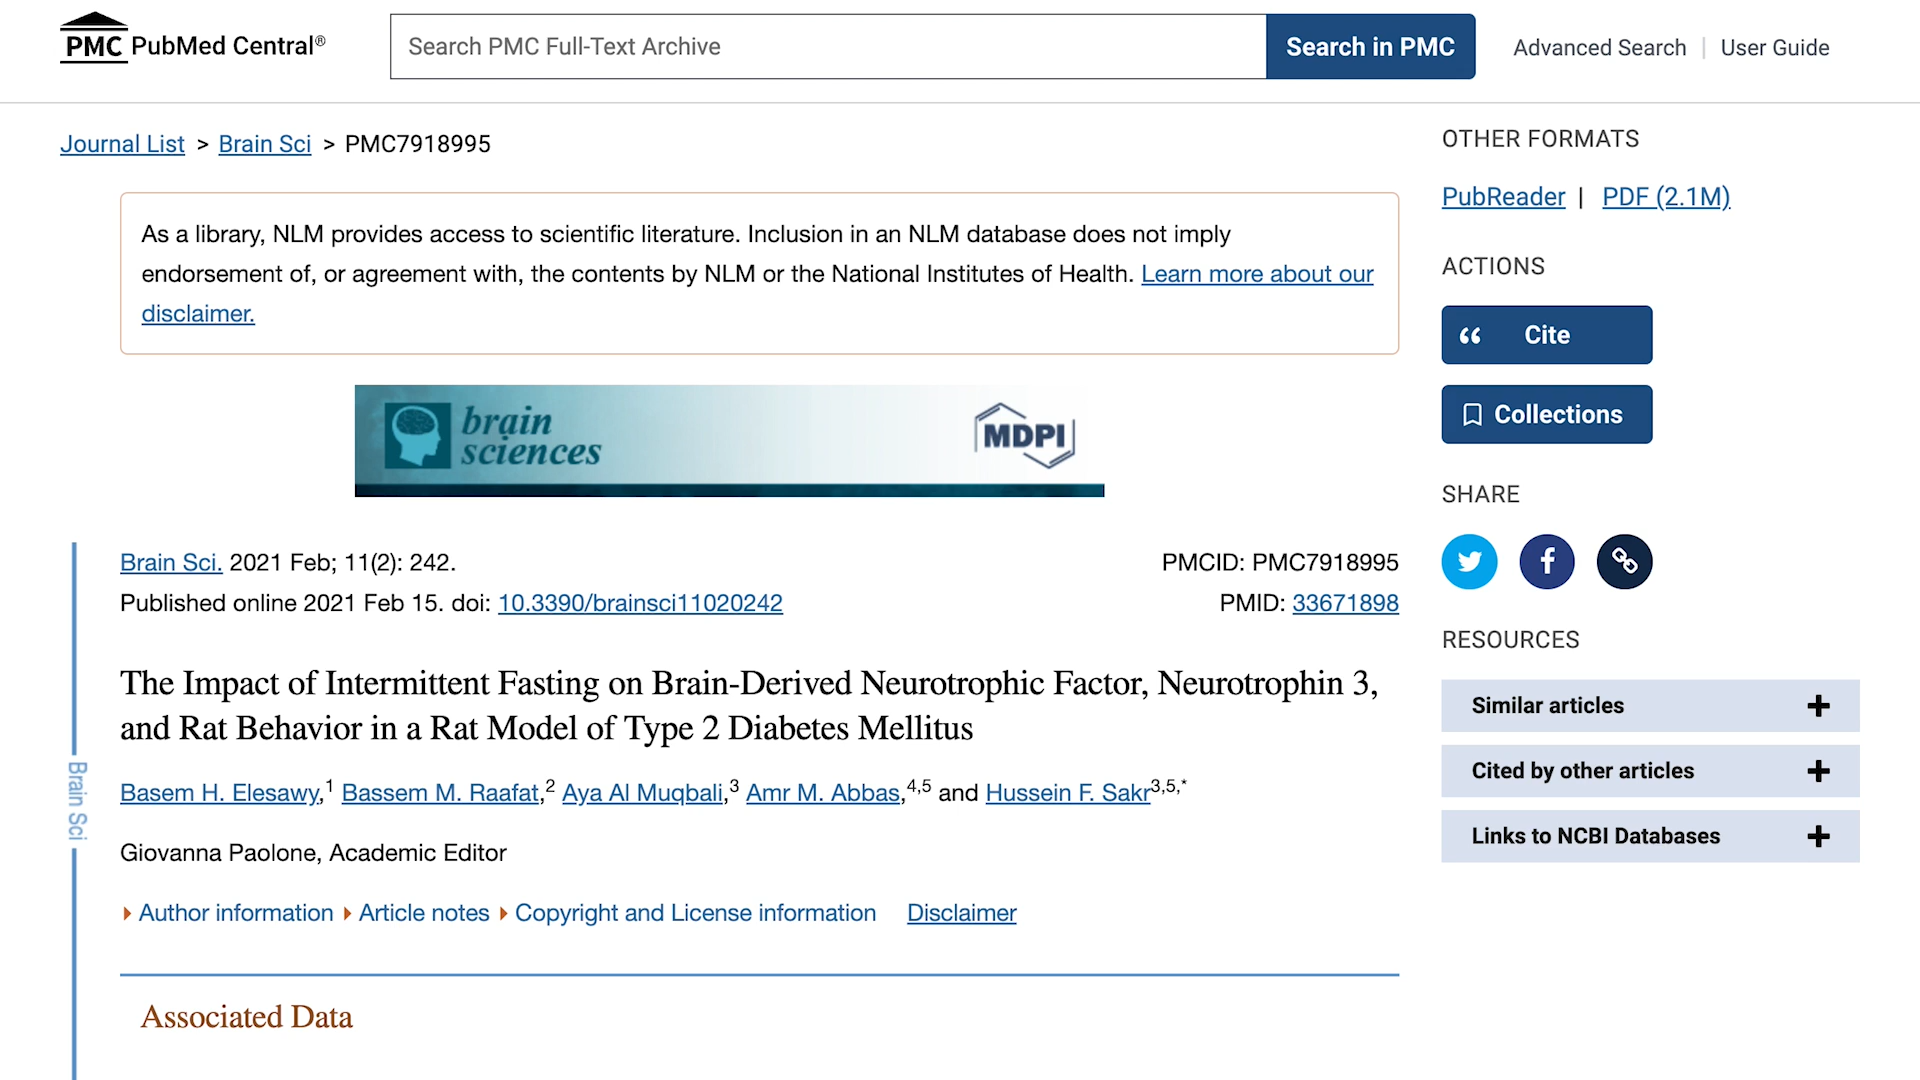 PMC PubMed Central®
Search PMC Full-Text Archive
Search in PMC
Advanced Search | User Guide
Journal List > Brain Sci > PMC7918995
As a library, NLM provides access to scientific literature. Inclusion in an NLM database does not imply
endorsement of, or agreement with, the contents by NLM or the National Institutes of Health. Learn more about our
disclaimer.
brain
sciences
MDPI
Brain Sci. 2021 Feb; 11(2): 242.
Published online 2021 Feb 15. doi: 10.3390/brainsci11020242
PMCID: PMC7918995
PMID: 33671898
The Impact of Intermittent Fasting on Brain-Derived Neurotrophic Factor, Neurotrophin 3,
and Rat Behavior in a Rat Model of Type 2 Diabetes Mellitus
Basem H. Elesawy,1 Bassem M. Raafat,2 Aya Al Muqbali,3 Amr M. Abbas,4,5 and Hussein F. Sakr3,5,*
Giovanna Paolone, Academic Editor
Author information Article notes Copyright and License information Disclaimer
Associated Data
Brain Sci
OTHER FORMATS
PubReader | PDF (2.1M)
ACTIONS
Cite
Collections
SHARE
RESOURCES
Similar articles
Cited by other articles
Links to NCBI Databases